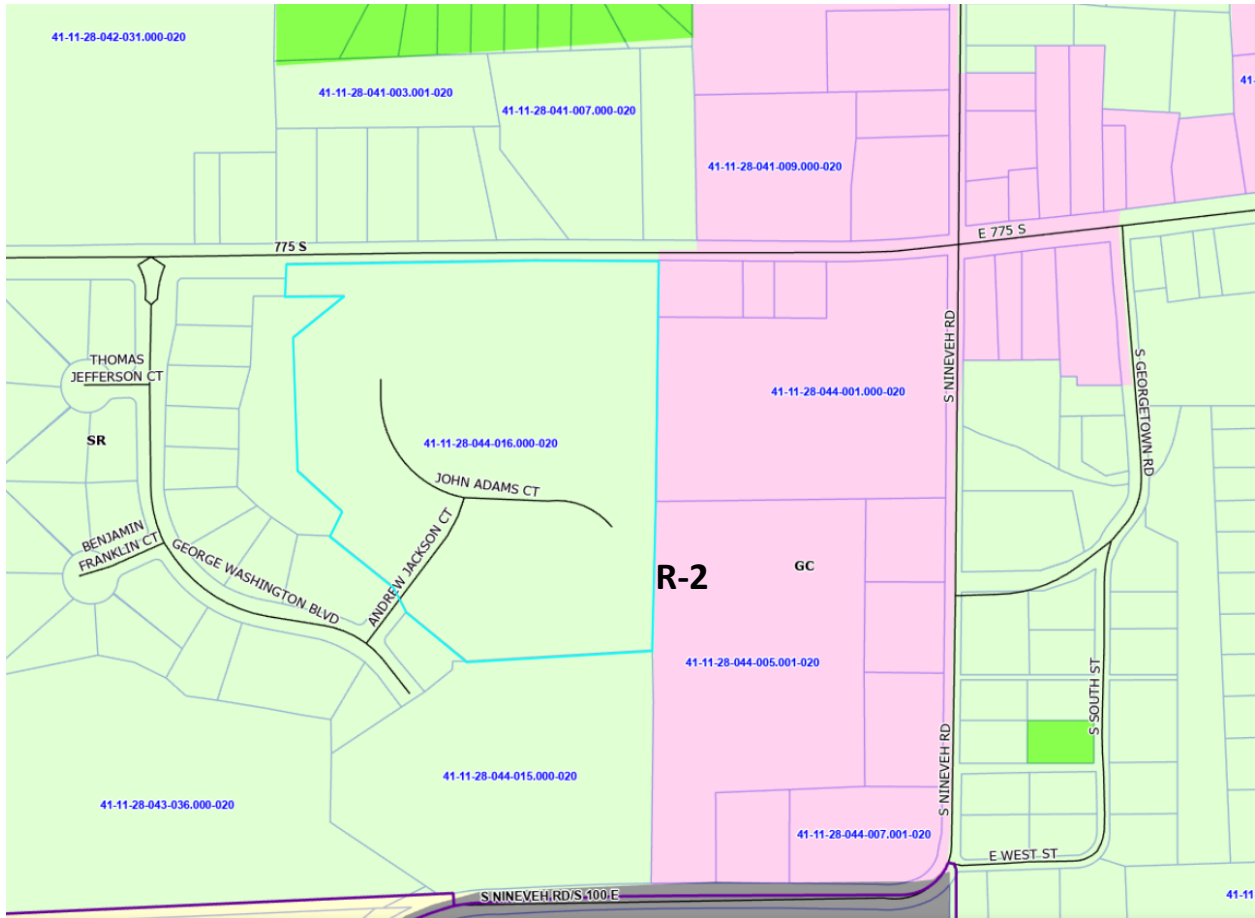 41-11-28-042-031.000-020
41-11-28-041-003.001-020
41-11-28-041-007.000-020
41-
41-11-28-041-009.000-020
775 S
E 775 S
S NINEVEH RD
S GEORGETOWN RD
THOMAS
JEFFERSON CT
41-11-28-044-001.000-020
SR
41-11-28-044-016.000-020
JOHN ADAMS CT
BENJAMIN
FRANKLIN CT
GEORGE WASHINGTON BLVD
ANDREW JACKSON CT
R-2
GC
41-11-28-044-005.001-020
S SOUTH ST
S NINEVEH RD
41-11-28-044-015.000-020
41-11-28-043-036.000-020
41-11-28-044-007.001-020
E WEST ST
S NINEVEH RD/S 100 E
41-11